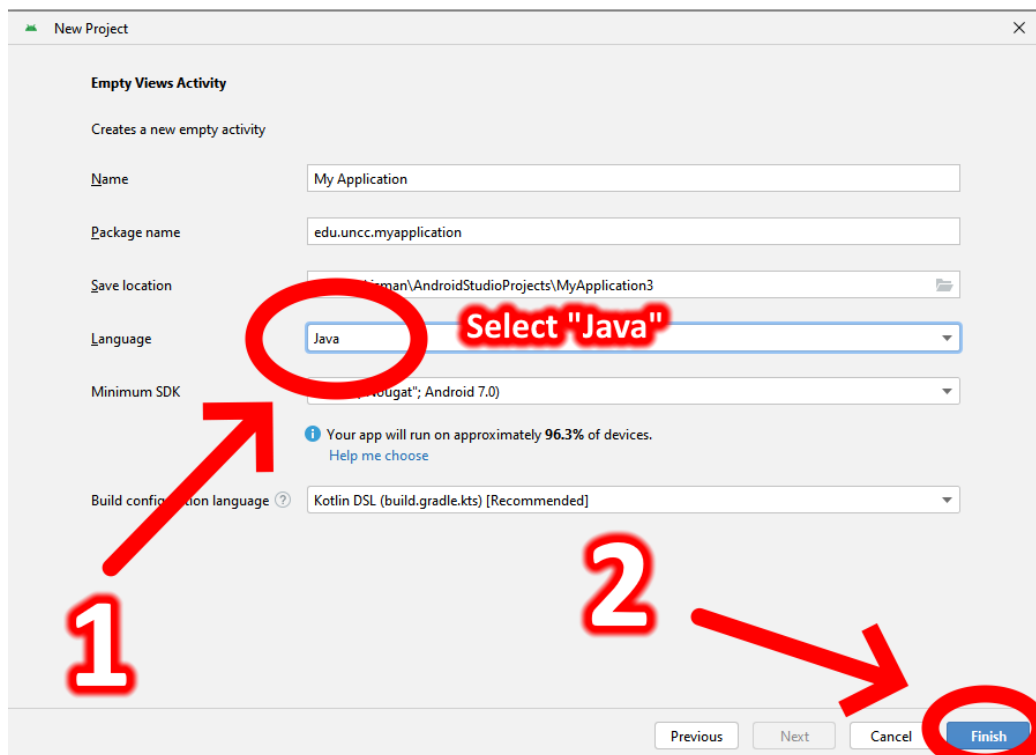 New Project
Empty Views Activity
Creates a new empty activity
Name My Application
Package name edu.uncc.myapplication
Save location \AndroidStudioProjects\MyApplication3
Language Java Select "Java"
Minimum SDK Nougat"; Android 7.0)
Your app will run on approximately 96.3% of devices.
Help me choose
Build configuration language ? Kotlin DSL (build.gradle.kts) [Recommended]
1
2
Previous Next Cancel Finish